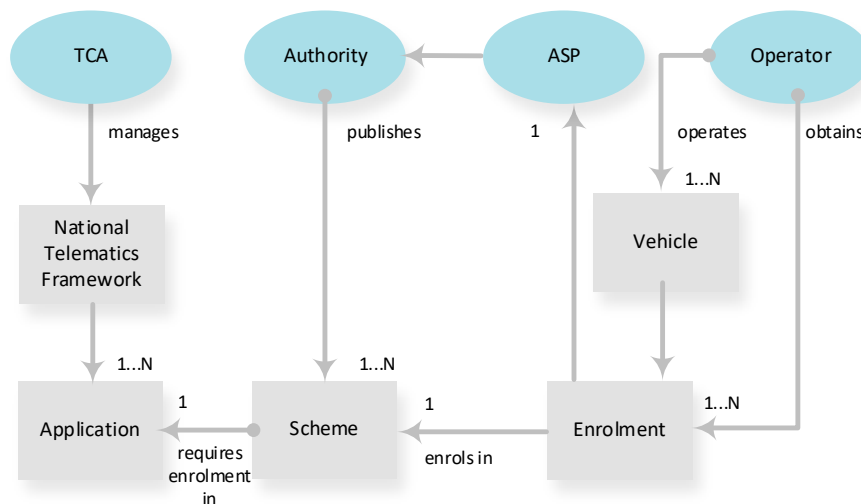 TCA
Authority
ASP
Operator
manages
publishes
1
operates
obtains
1...N
National
Telematics
Framework
Vehicle
1...N
1...N
1
1
1...N
Application
Scheme
Enrolment
requires
enrolment
in
enrols in